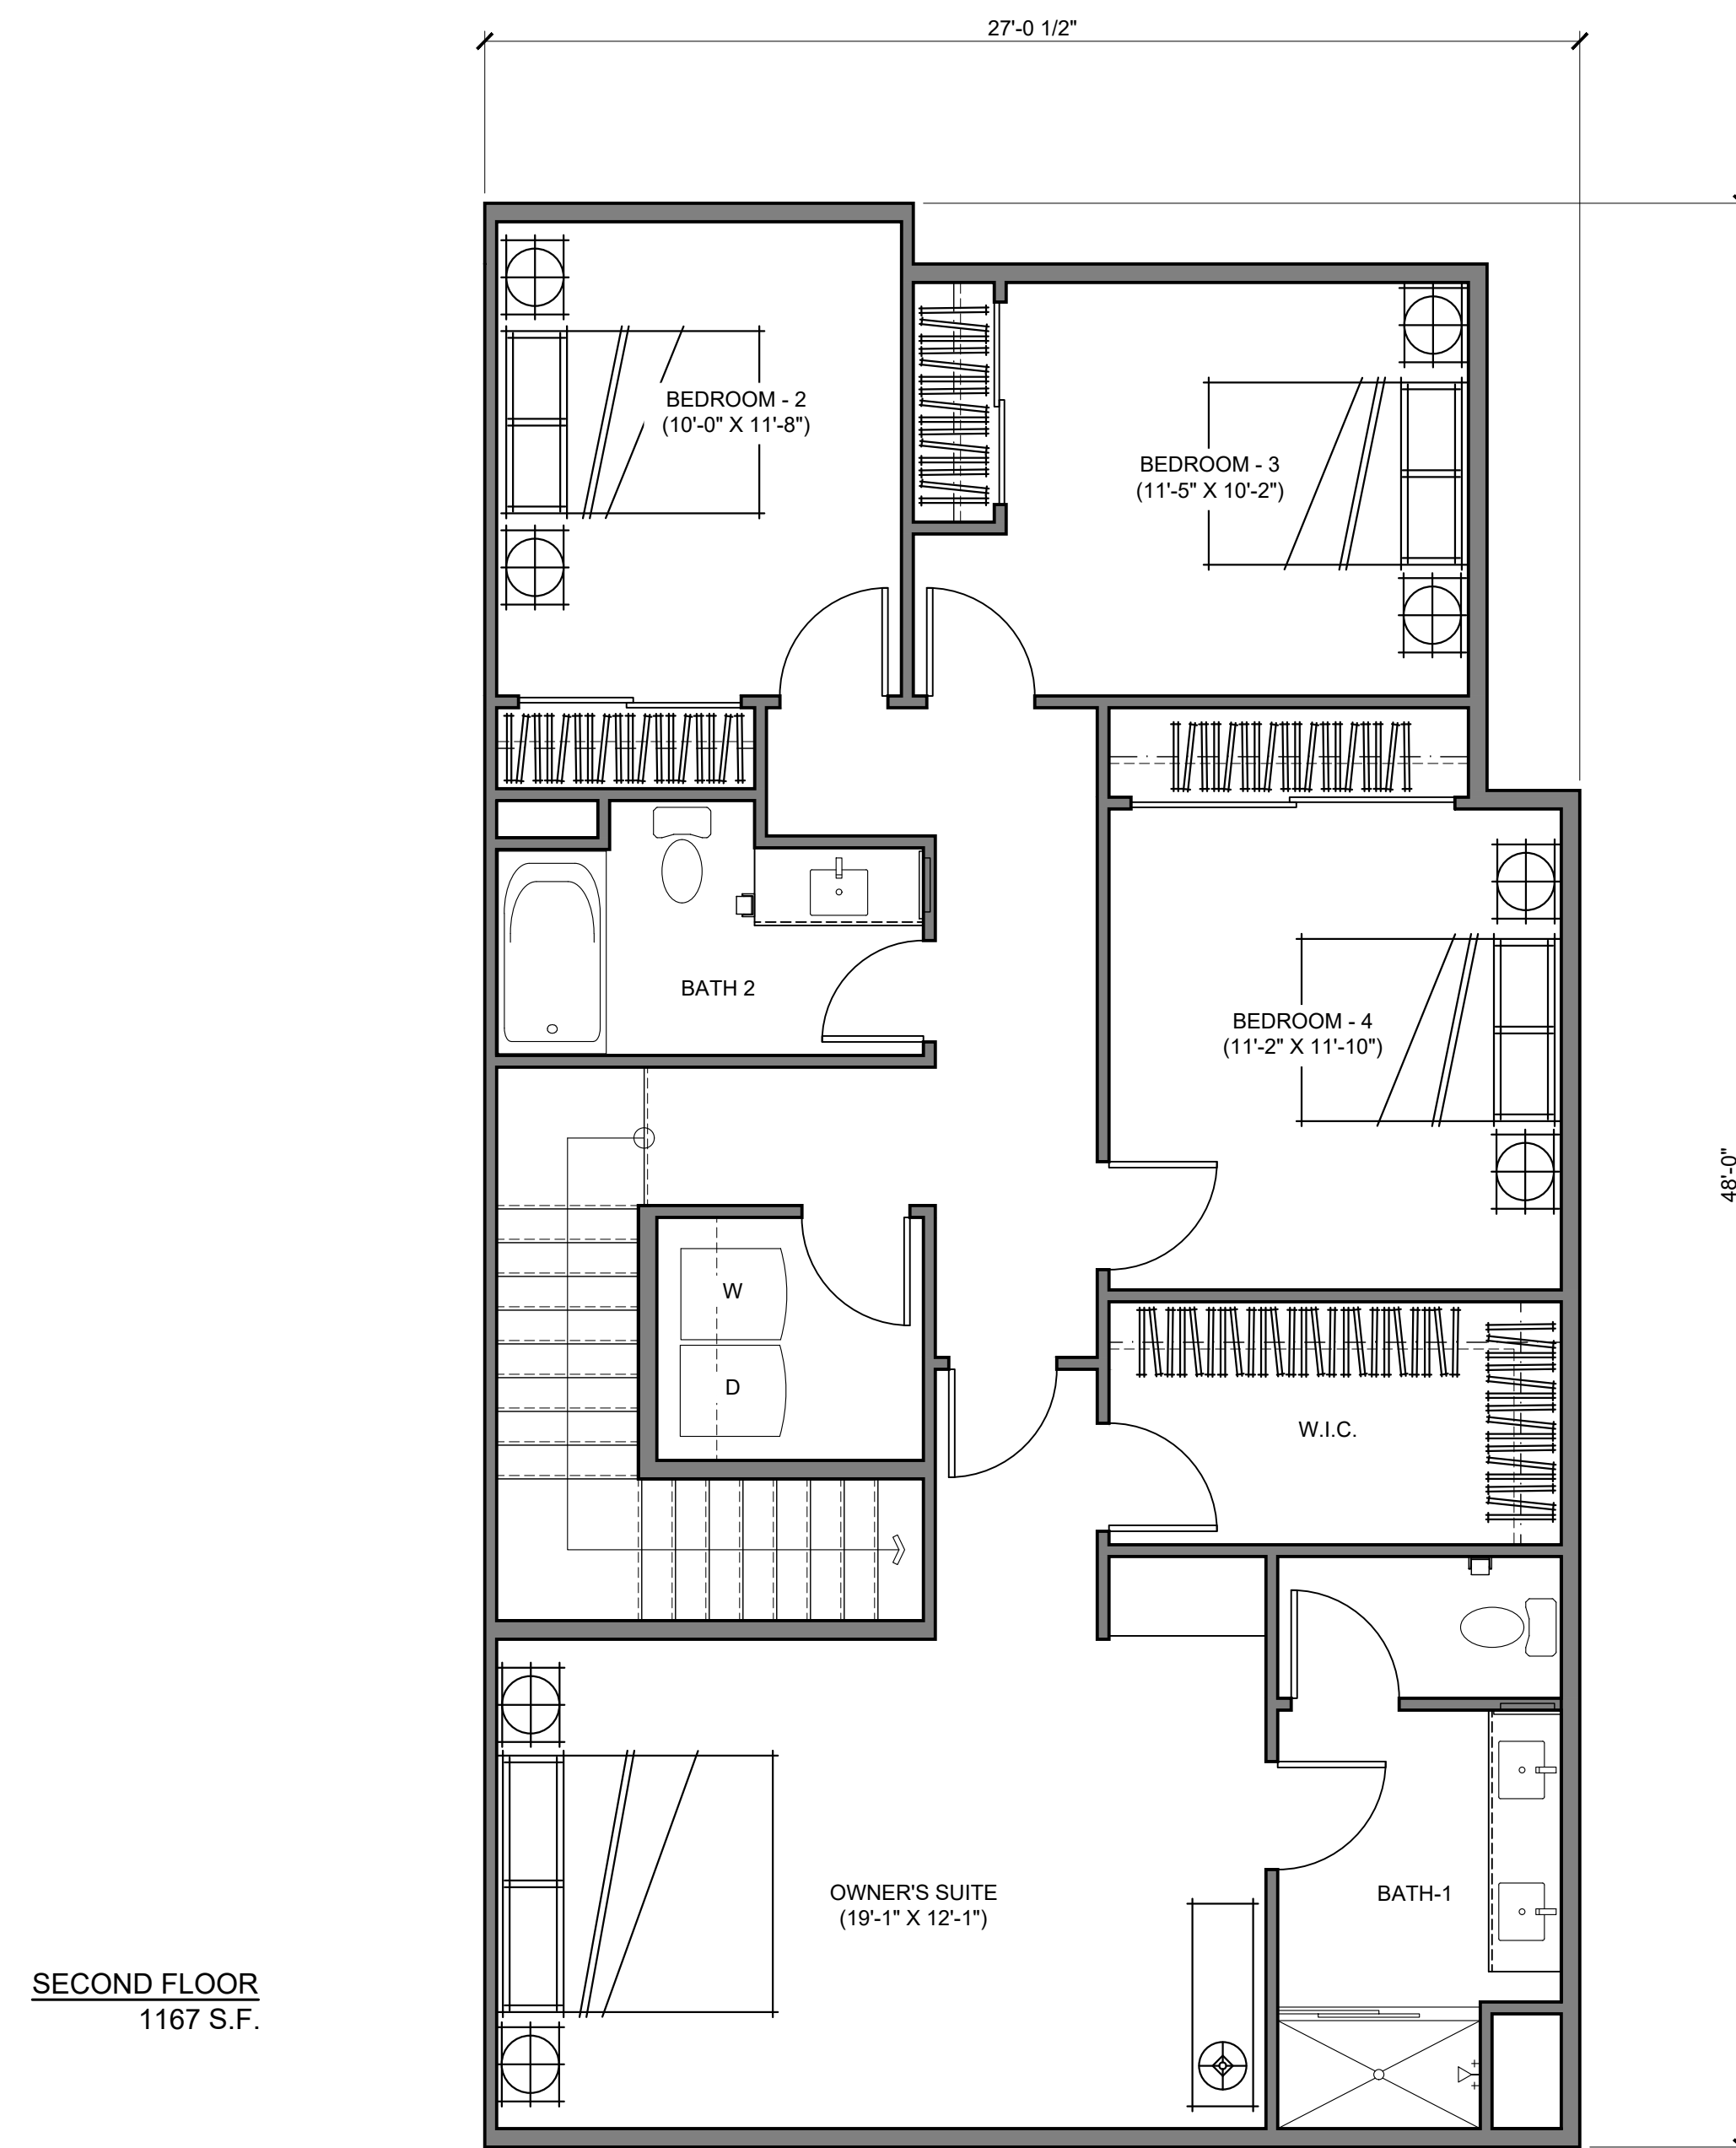 27'-0 1/2"
BEDROOM - 2
(10'-0" X 11'-8")
BEDROOM - 3
(11'-5" X 10'-2")
BATH 2
BEDROOM - 4
(11'-2" X 11'-10")
48'-0"
W
D
W.I.C.
OWNER'S SUITE
(19'-1" X 12'-1")
BATH-1
SECOND FLOOR
1167 S.F.